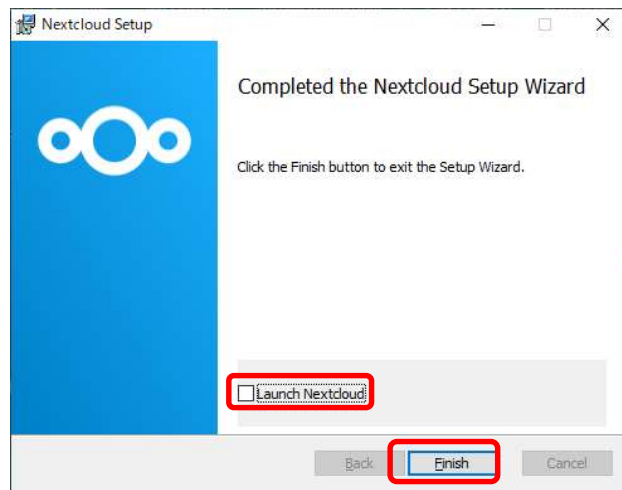 Nextcloud Setup
Completed the Nextcloud Setup Wizard
Click the Finish button to exit the Setup Wizard.
Launch Nextcloud
Back Finish Cancel